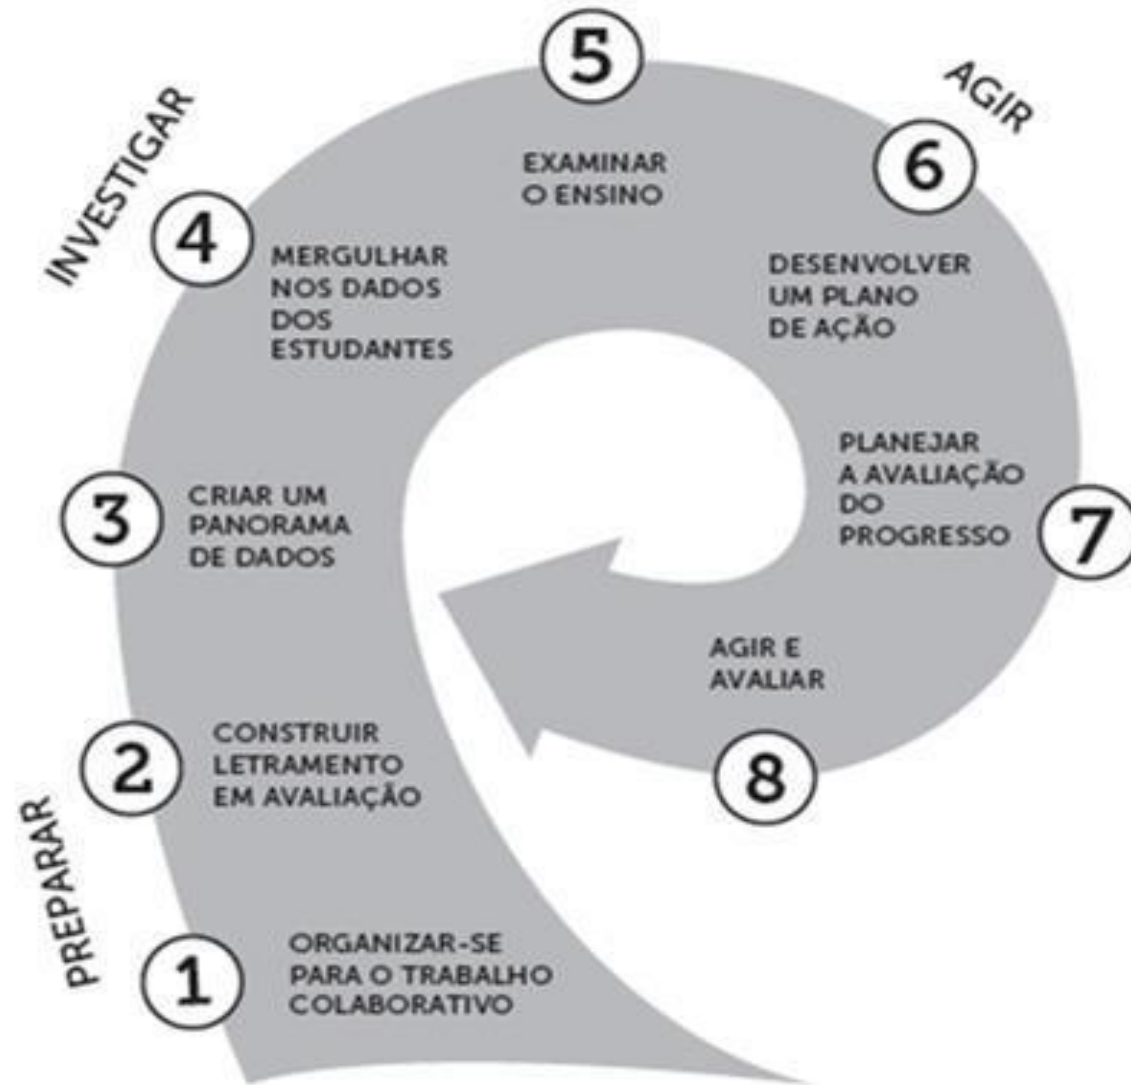 PREPARAR
1
ORGANIZAR-SE
PARA O TRABALHO
COLABORATIVO
2
CONSTRUIR
LETRAMENTO
EM AVALIAÇÃO
INVESTIGAR
3
CRIAR UM
PANORAMA
DE DADOS
4
MERGULHAR
NOS DADOS
DOS
ESTUDANTES
5
EXAMINAR
O ENSINO
AGIR
6
DESENVOLVER
UM PLANO
DE AÇÃO
7
PLANEJAR
A AVALIAÇÃO
DO
PROGRESSO
8
AGIR E
AVALIAR